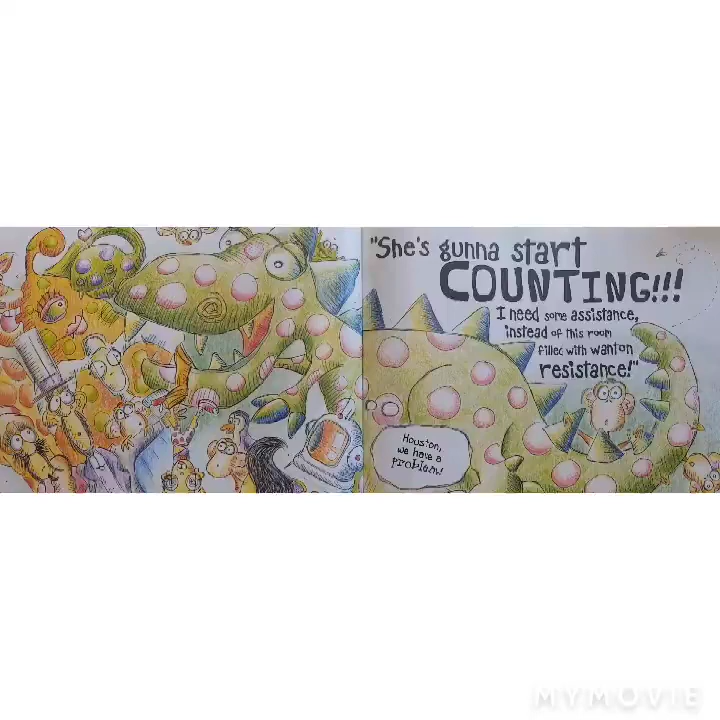 "She's gunna start
COUNTING!!!
I need some assistance,
instead of this room
filled with wanton
resistance!"
Houston,
we have a
problem!
MYMOVIE